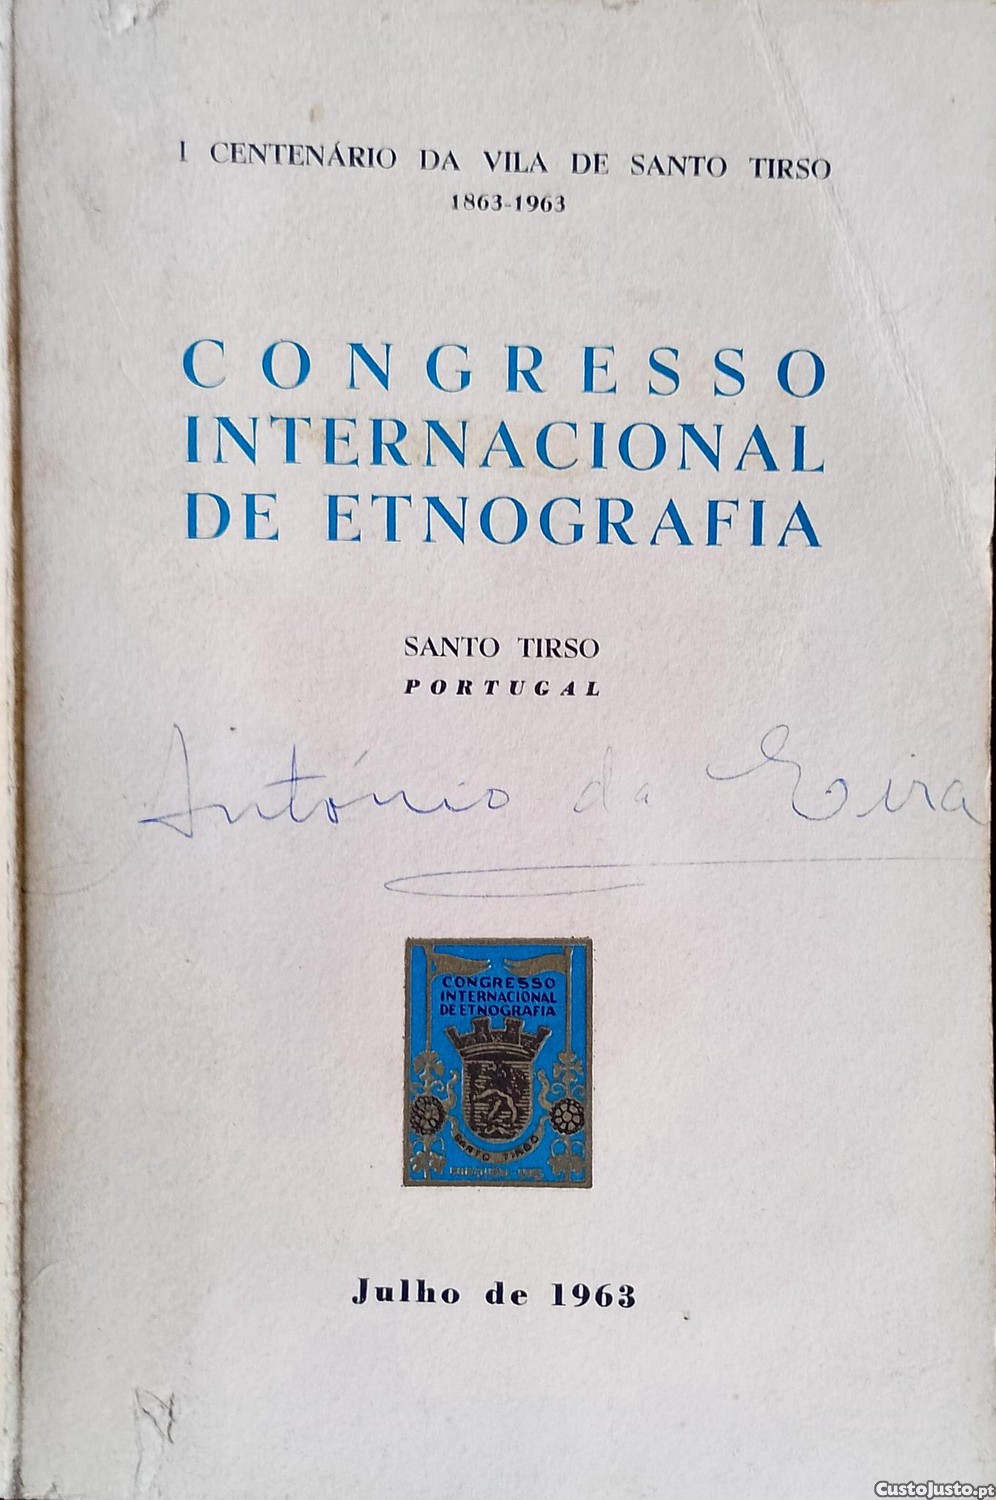 I CENTENÁRIO DA VILA DE SANTO TIRSO
1863-1963
CONGRESSO
INTERNACIONAL
DE ETNOGRAFIA
SANTO TIRSO
PORTUGAL
António da Eira
CONGRESSO
INTERNACIONAL
DE ETNOGRAFIA
SANTO TIRSO
Julho de 1963
CustoJusto.pt